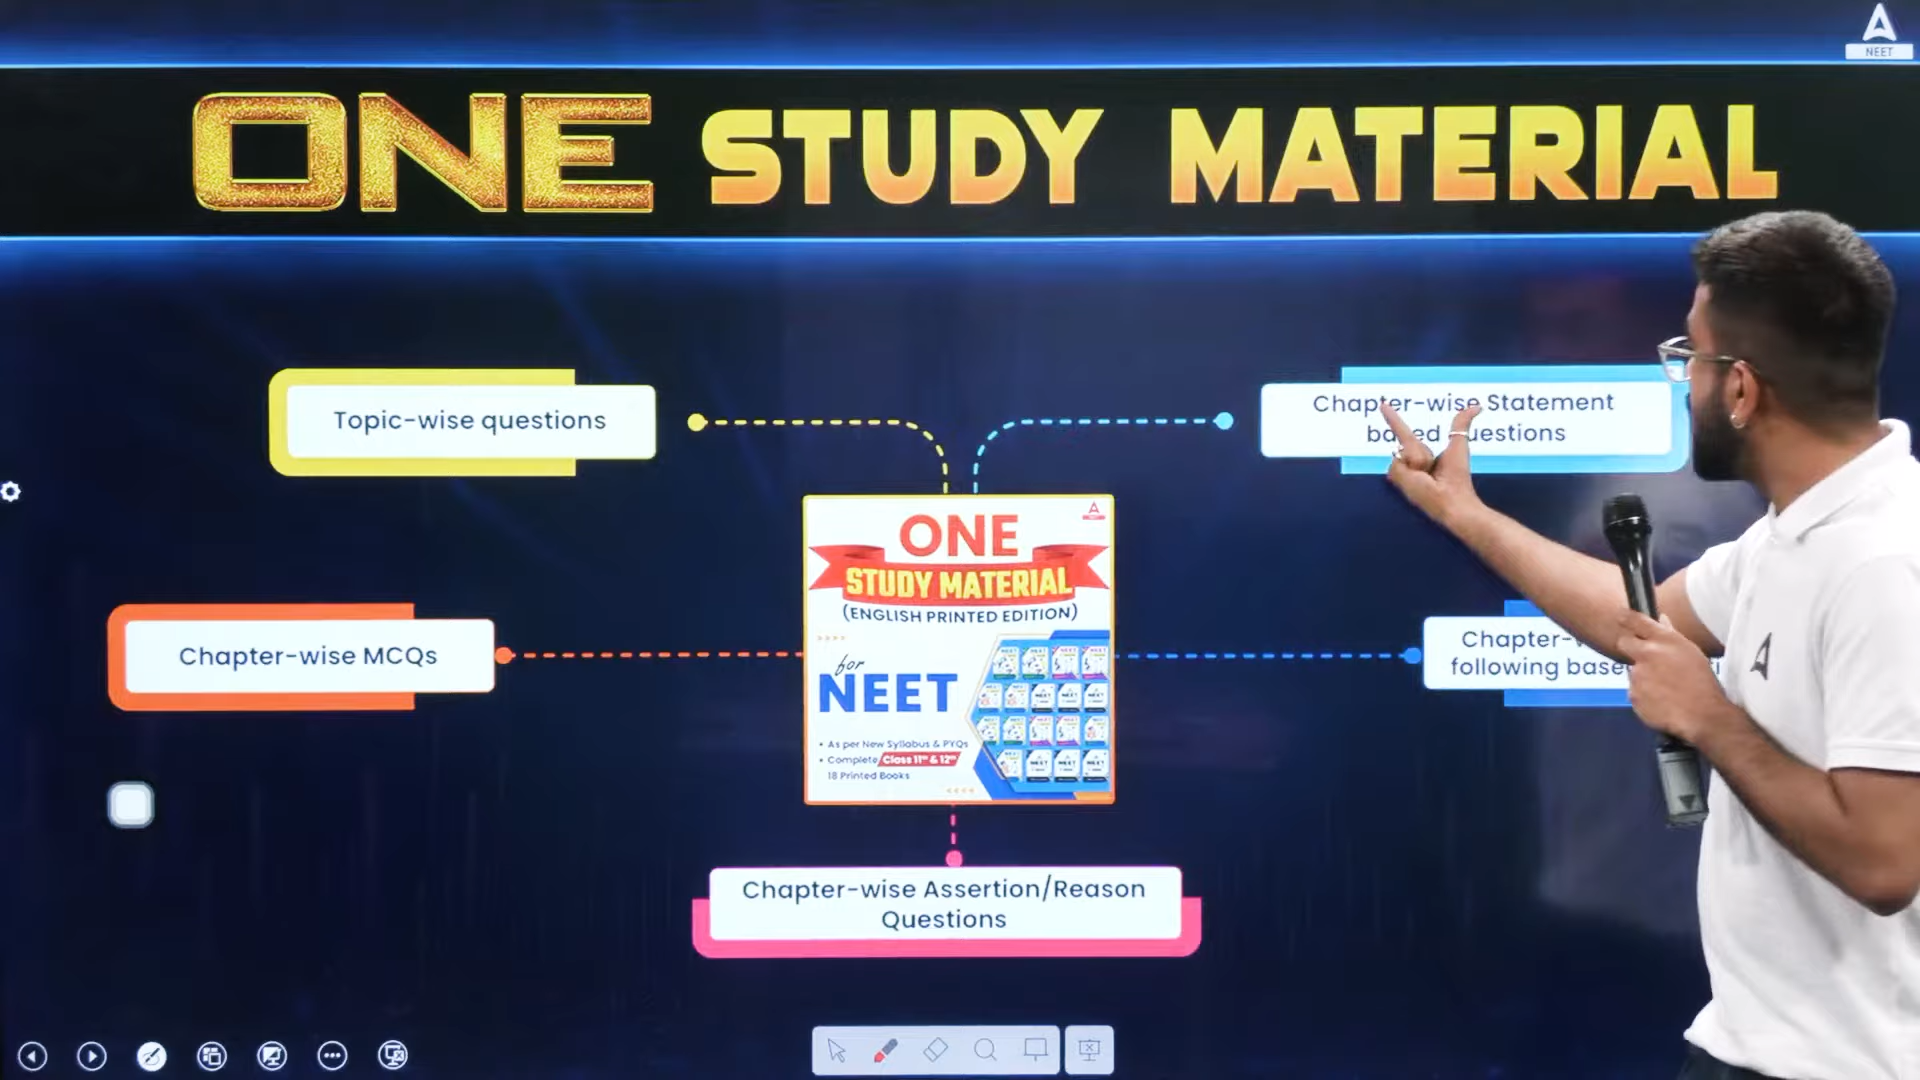 NEET
ONE STUDY MATERIAL
Topic-wise questions
Chapter-wise Statement
based questions
ONE
STUDY MATERIAL
(ENGLISH PRINTED EDITION)
for
NEET
• As per New Syllabus & PYQs
• Complete Class 11th & 12th
18 Printed Books
Chapter-wise MCQs
Chapter-
following base
Chapter-wise Assertion/Reason
Questions